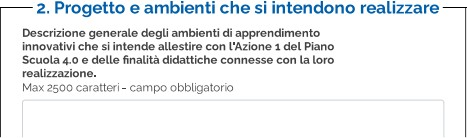 2. Progetto e ambienti che si intendono realizzare
Descrizione generale degli ambienti di apprendimento
innovativi che si intende allestire con l'Azione 1 del Piano
Scuola 4.0 e delle finalità didattiche connesse con la loro
realizzazione.
Max 2500 caratteri - campo obbligatorio